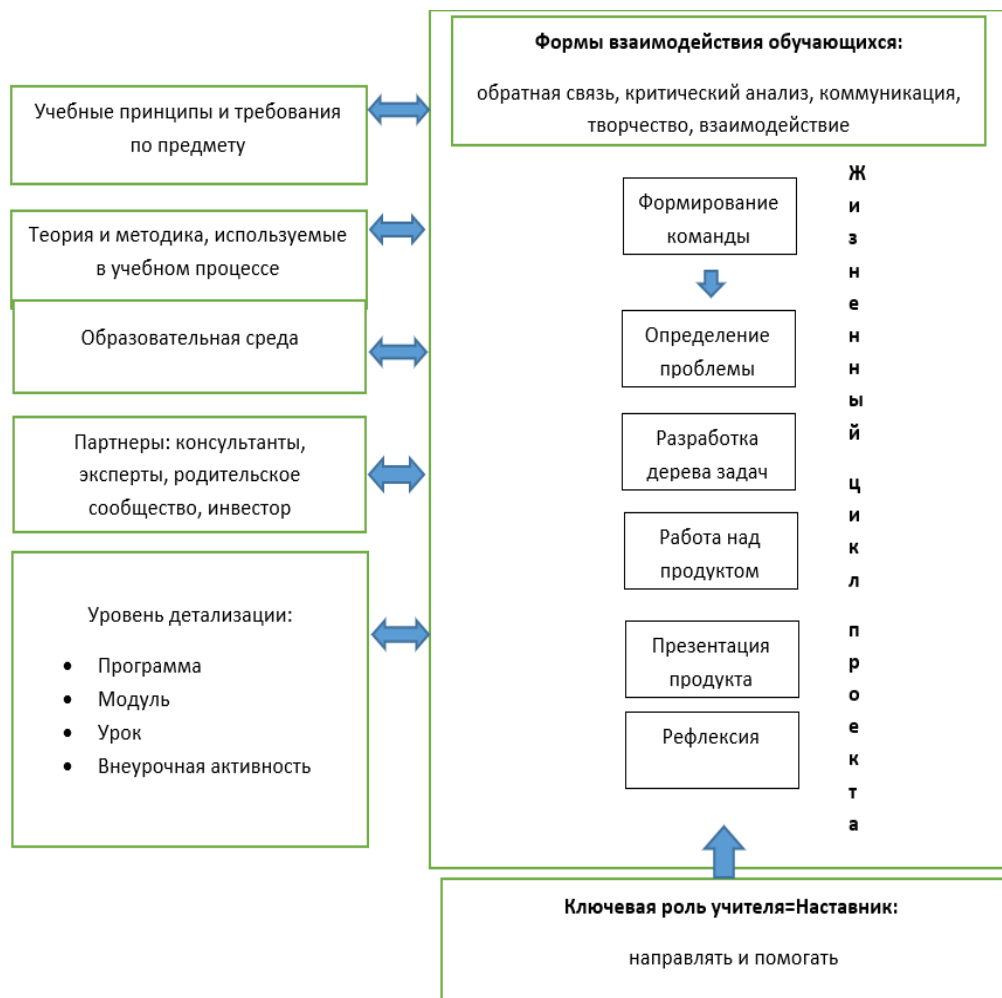 Учебные принципы и требования
по предмету
Теория и методика, используемые
в учебном процессе
Образовательная среда
Партнеры: консультанты,
эксперты, родительское
сообщество, инвестор
Уровень детализации:
• Программа
• Модуль
• Урок
• Внеурочная активность
Формы взаимодействия обучающихся:
обратная связь, критический анализ, коммуникация,
творчество, взаимодействие
Формирование
команды
Определение
проблемы
Разработка
дерева задач
Работа над
продуктом
Презентация
продукта
Рефлексия
Жизненный цикл проекта
Ключевая роль учителя=Наставник:
направлять и помогать